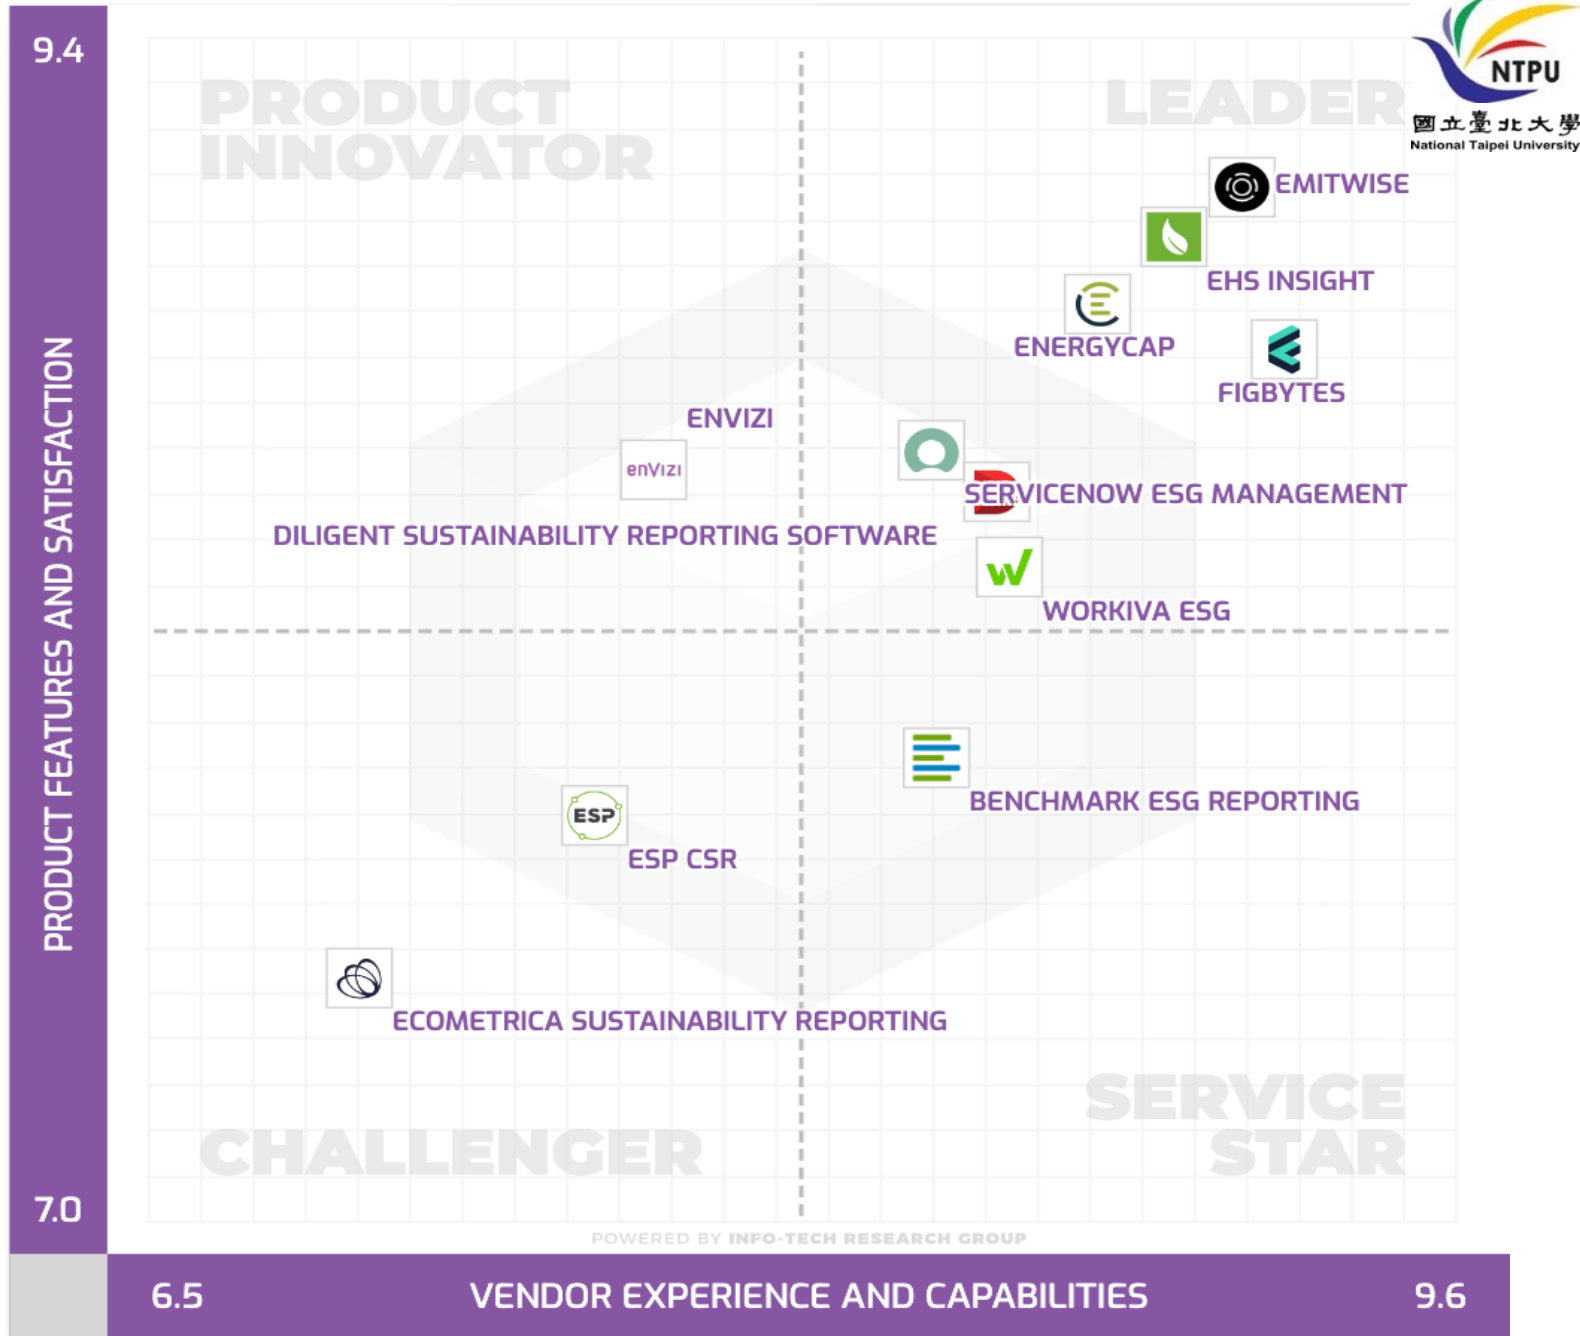 9.4
PRODUCT
INNOVATOR
LEADER
NTPU
國立臺北大學
National Taipei University
EMITWISE
EHS INSIGHT
ENERGYCAP
FIGBYTES
ENVIZI
enVIZI
SERVICENOW ESG MANAGEMENT
DILIGENT SUSTAINABILITY REPORTING SOFTWARE
WORKIVA ESG
PRODUCT FEATURES AND SATISFACTION
BENCHMARK ESG REPORTING
ESP
ESP CSR
ECOMETRICA SUSTAINABILITY REPORTING
CHALLENGER
SERVICE
STAR
7.0
POWERED BY INFO-TECH RESEARCH GROUP
6.5
VENDOR EXPERIENCE AND CAPABILITIES
9.6